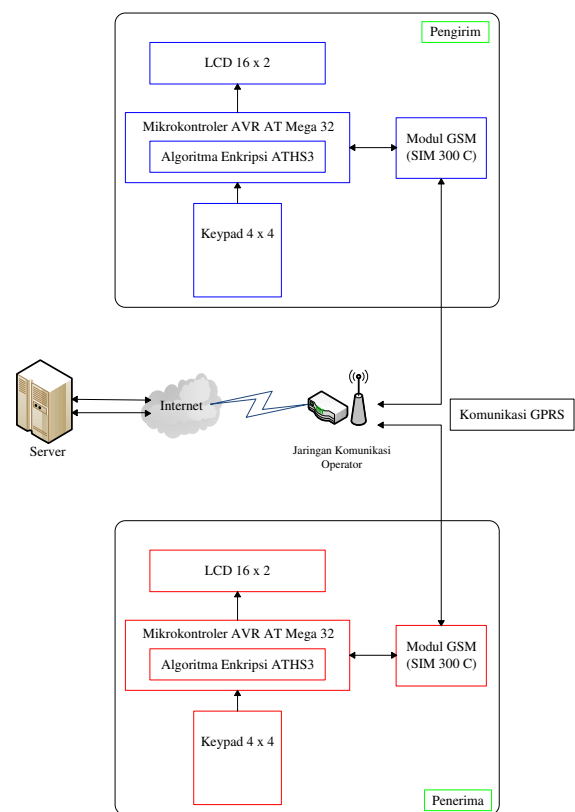 Pengirim
LCD 16 x 2
Mikrokontroler AVR AT Mega 32
Algoritma Enkripsi ATHS3
Modul GSM
(SIM 300 C)
Keypad 4 x 4
Server
Internet
Jaringan Komunikasi
Operator
Komunikasi GPRS
LCD 16 x 2
Mikrokontroler AVR AT Mega 32
Algoritma Enkripsi ATHS3
Modul GSM
(SIM 300 C)
Keypad 4 x 4
Penerima